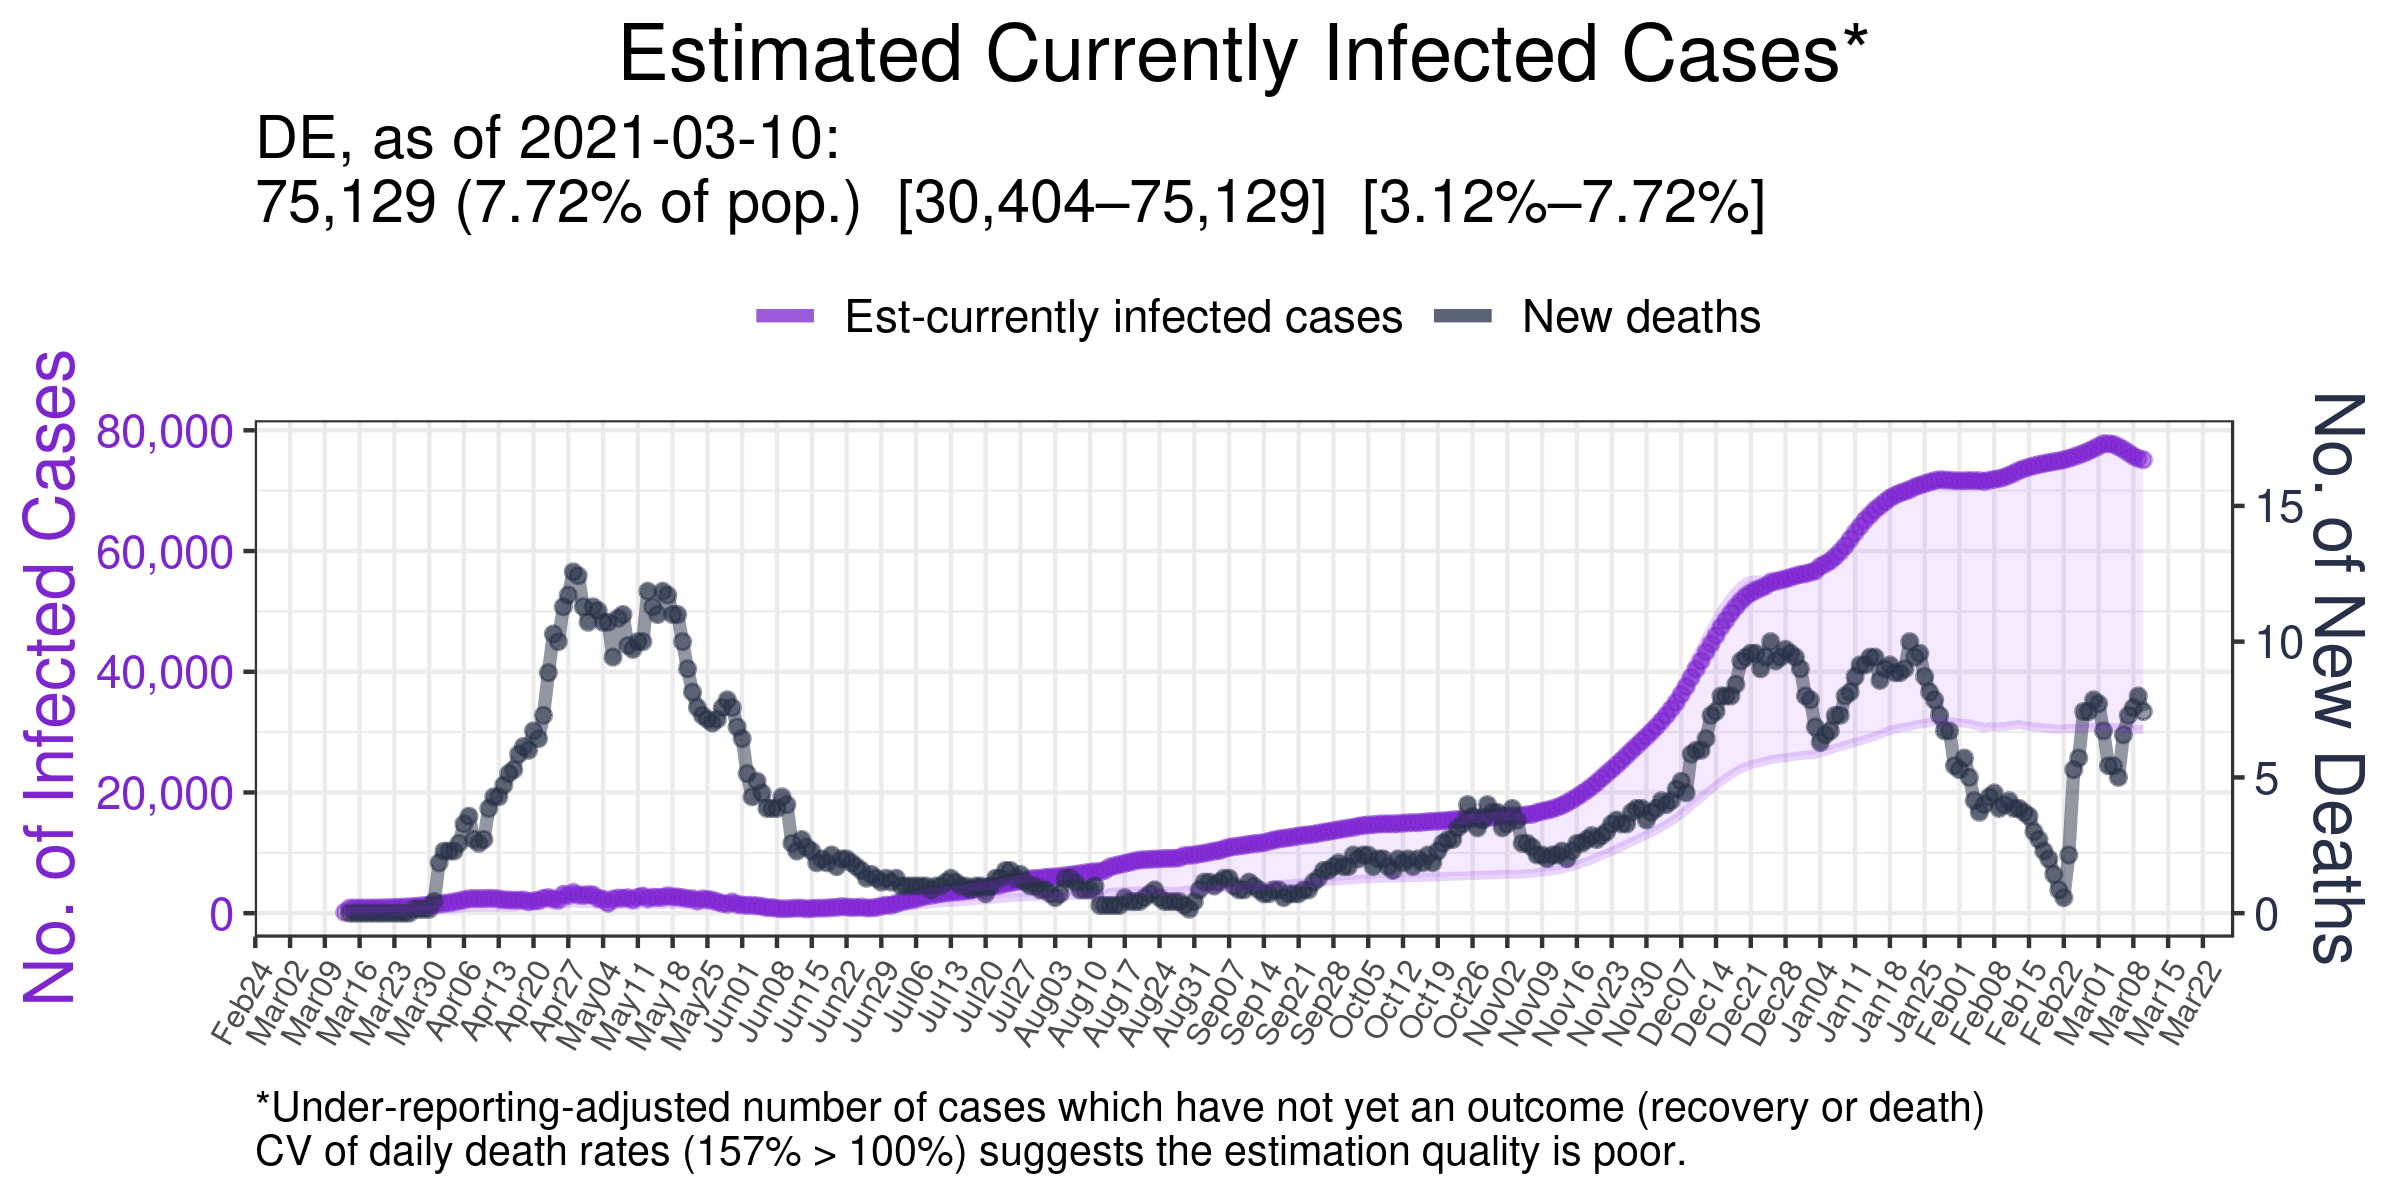 Estimated Currently Infected Cases*
DE, as of 2021-03-10:
75,129 (7.72% of pop.) [30,404–75,129] [3.12%–7.72%]
Est-currently infected cases
New deaths
No. of Infected Cases
80,000
60,000
40,000
20,000
0
15
10
5
0
No. of New Deaths
Feb24
Mar02
Mar09
Mar16
Mar23
Mar30
Apr06
Apr13
Apr20
Apr27
May04
May11
May18
May25
Jun01
Jun08
Jun15
Jun22
Jun29
Jul06
Jul13
Jul20
Jul27
Aug03
Aug10
Aug17
Aug24
Aug31
Sep07
Sep14
Sep21
Sep28
Oct05
Oct12
Oct19
Oct26
Nov02
Nov09
Nov16
Nov23
Nov30
Dec07
Dec14
Dec21
Dec28
Jan04
Jan11
Jan18
Jan25
Feb01
Feb08
Feb15
Feb22
Mar01
Mar08
Mar15
Mar22
*Under-reporting-adjusted number of cases which have not yet an outcome (recovery or death)
CV of daily death rates (157% > 100%) suggests the estimation quality is poor.